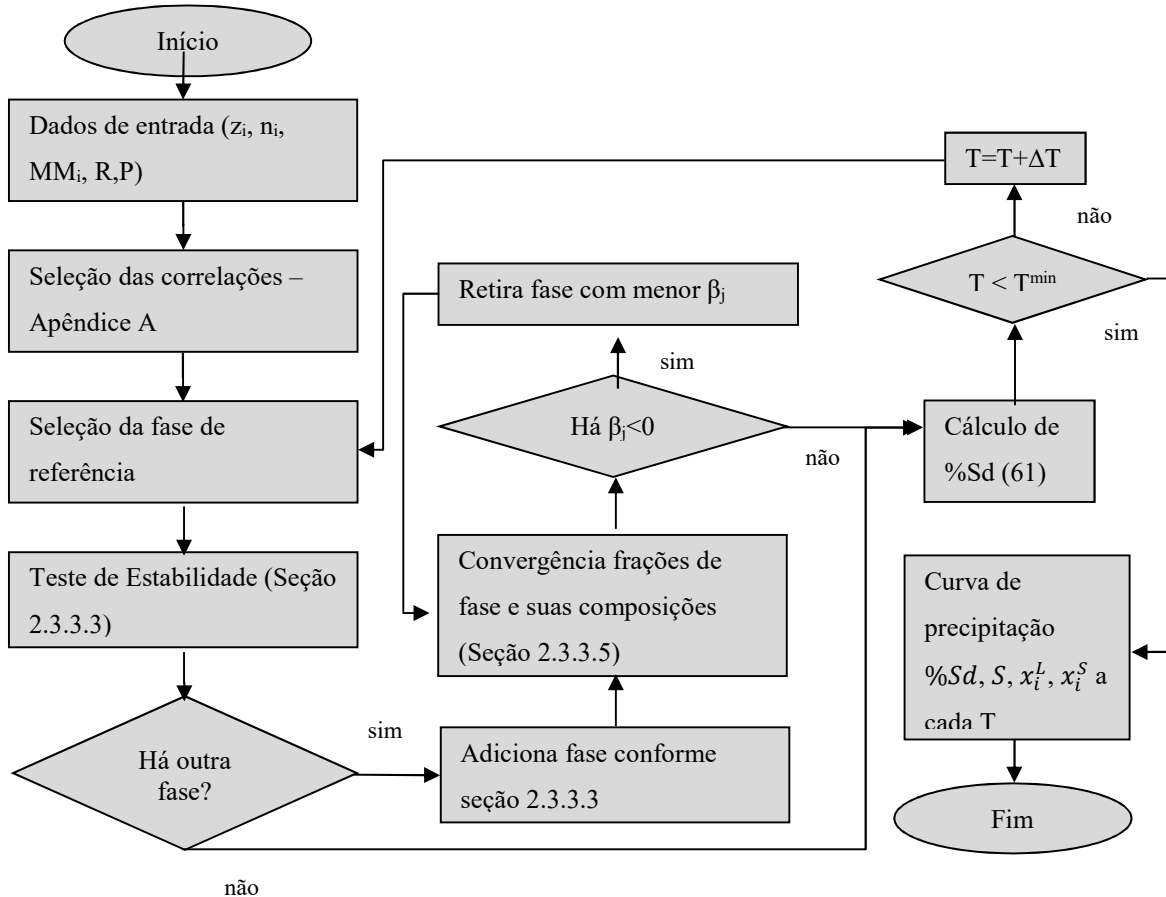 Início
Dados de entrada (zᵢ, nᵢ,
MMᵢ, R,P)
Seleção das correlações –
Apêndice A
Seleção da fase de
referência
Teste de Estabilidade (Seção
2.3.3.3)
Há outra
fase?
sim
não
Adiciona fase conforme
seção 2.3.3.3
Convergência frações de
fase e suas composições
(Seção 2.3.3.5)
Há βⱼ<0
sim
não
Retira fase com menor βⱼ
Cálculo de
%Sd (61)
T < Tᵐⁱⁿ
não
sim
T=T+ΔT
Curva de
precipitação
%Sd, S, xᵢᴸ, xᵢˢ a
cada T
Fim